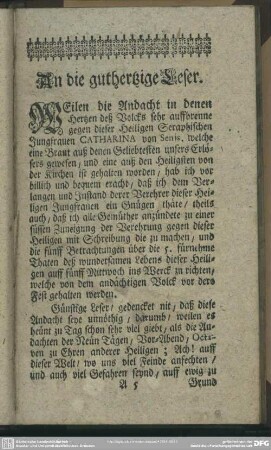 An die guthertzige Leser.
WEilen die Andacht in denen
Hertzen deß Volcks sehr auffbrenne
gegen dieser Heiligen Seraphischen
Jungfrauen CATHARINA von Senis, welche
eine Braut auß denen Geliebtesten unsers Erlö-
sers gewesen, und eine auß den Heiligsten von
der Kirchen ist gehalten worden, hab ich vor
billich und bequem eracht, daß ich dem Ver-
langen und Zustand derer Verehrer dieser Hei-
ligen Jungfrauen ein Gnügen thäte, theils
auch, daß ich alle Gemüther anzündete zu einer
süssen Zuneigung der Verehrung gegen dieser
Heiligen mit Schreibung die zu machen, und
die fünff Betrachtungen über die 5. fürnehme
Thaten deß wundersamen Lebens dieser Heili-
gen auff fünff Mittwoch ins Werck zu richten,
welche von dem andächtigen Volck vor dero
Fest gehalten werden.
Günstige Leser, gedencket nit, daß diese
Andacht seye unnöthig, darumb, weilen es
heunt zu Tag schon sehr viel giebt, als die An-
dachten der Neun Tägen, Vor-Abend, Octa-
ven zu Ehren anderer Heiligen; Ach! auff
dieser Welt, wo uns viel Feinde anfechten,
und auch viel Gefahren seynd, auff ewig zu
A 5 Grund